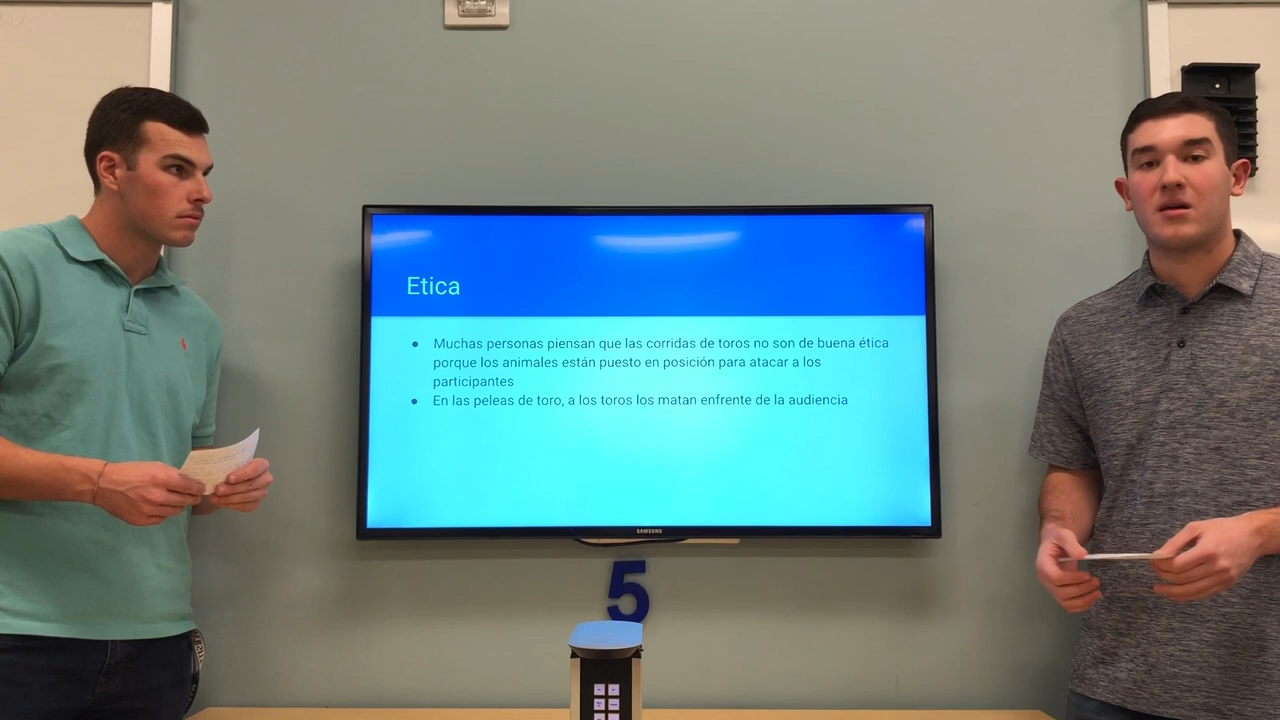 Etica
Muchas personas piensan que las corridas de toros no son de buena ética
porque los animales están puesto en posición para atacar a los
participantes
En las peleas de toro, a los toros los matan enfrente de la audiencia
SAMSUNG
5